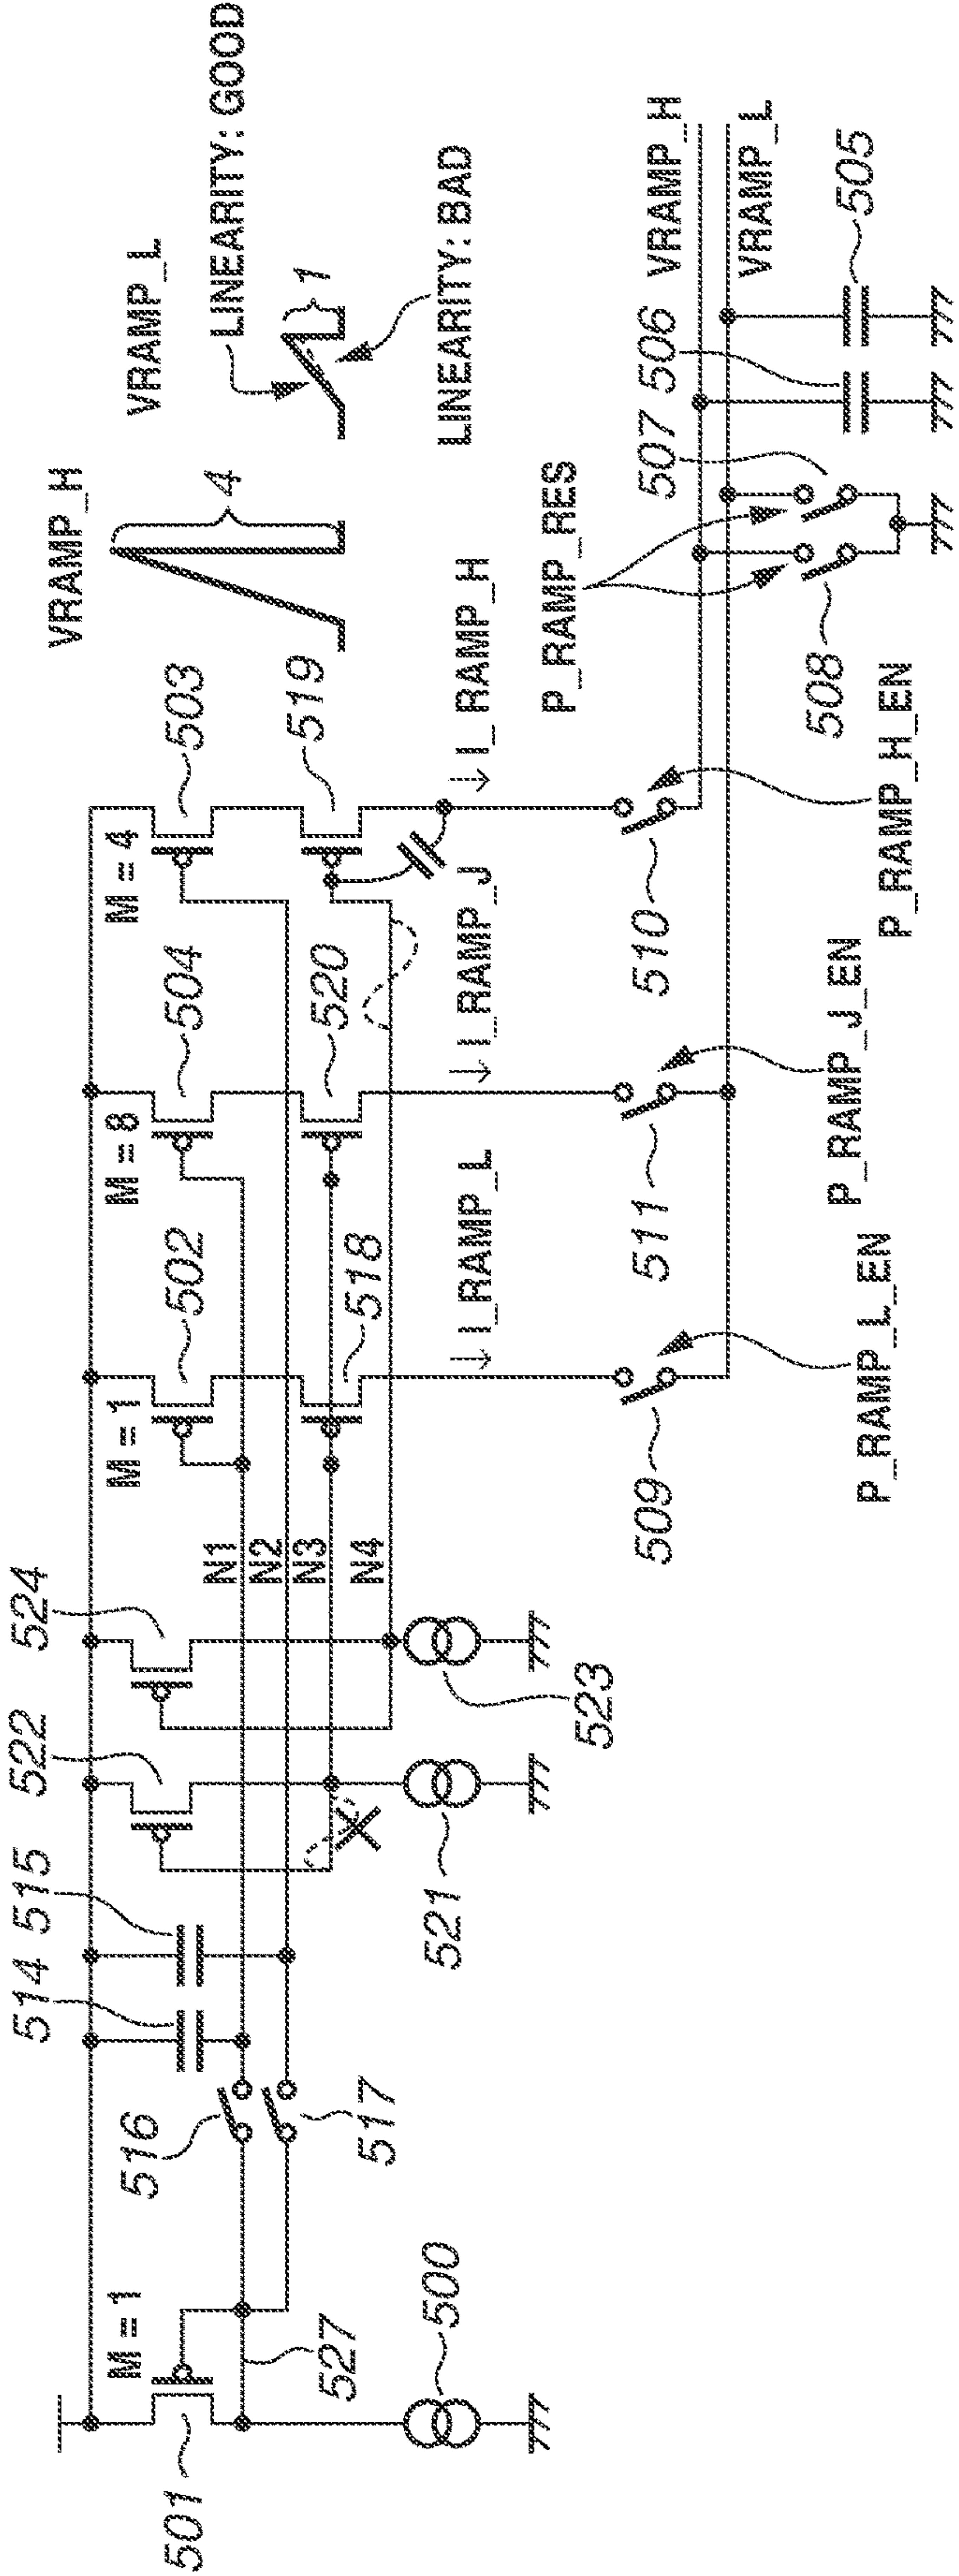 VRAMP_H
4
VRAMP_L
LINEARITY: GOOD
1
LINEARITY: BAD
M = 1
501
527
500
516
517
514
515
522
521
524
523
N1
N2
N3
N4
M = 1
502
518
I_RAMP_L
509
P_RAMP_L_EN
M = 8
504
520
I_RAMP_J
511
P_RAMP_J_EN
M = 4
503
519
I_RAMP_H
510
P_RAMP_H_EN
P_RAMP_RES
508
507
506
505
VRAMP_H
VRAMP_L